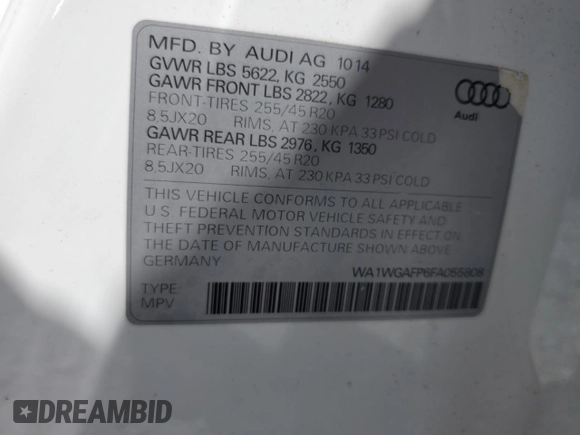 MFD. BY AUDI AG 10 14
GVWR LBS 5622, KG 2550
GAWR FRONT LBS 2822, KG 1280
FRONT-TIRES 255/45 R20
8,5JX20 RIMS, AT 230 KPA 33 PSI COLD
GAWR REAR LBS 2976, KG 1350
REAR-TIRES 255/45 R20
8,5JX20 RIMS, AT 230 KPA 33 PSI COLD
Audi
THIS VEHICLE CONFORMS TO ALL APPLICABLE
U.S. FEDERAL MOTOR VEHICLE SAFETY AND
THEFT PREVENTION STANDARDS IN EFFECT ON
THE DATE OF MANUFACTURE SHOWN ABOVE
GERMANY
WA1WGAFP6FA055808
TYPE
MPV
DREAMBID